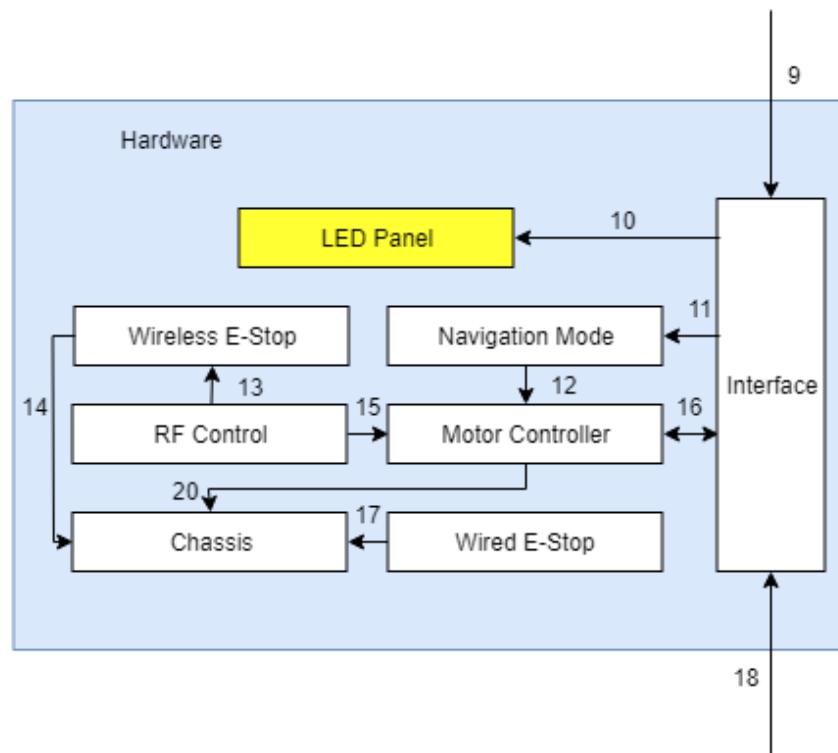 9
Hardware
LED Panel
10
Wireless E-Stop
Navigation Mode
11
Interface
14
13
12
RF Control
15
Motor Controller
16
20
17
Chassis
Wired E-Stop
18